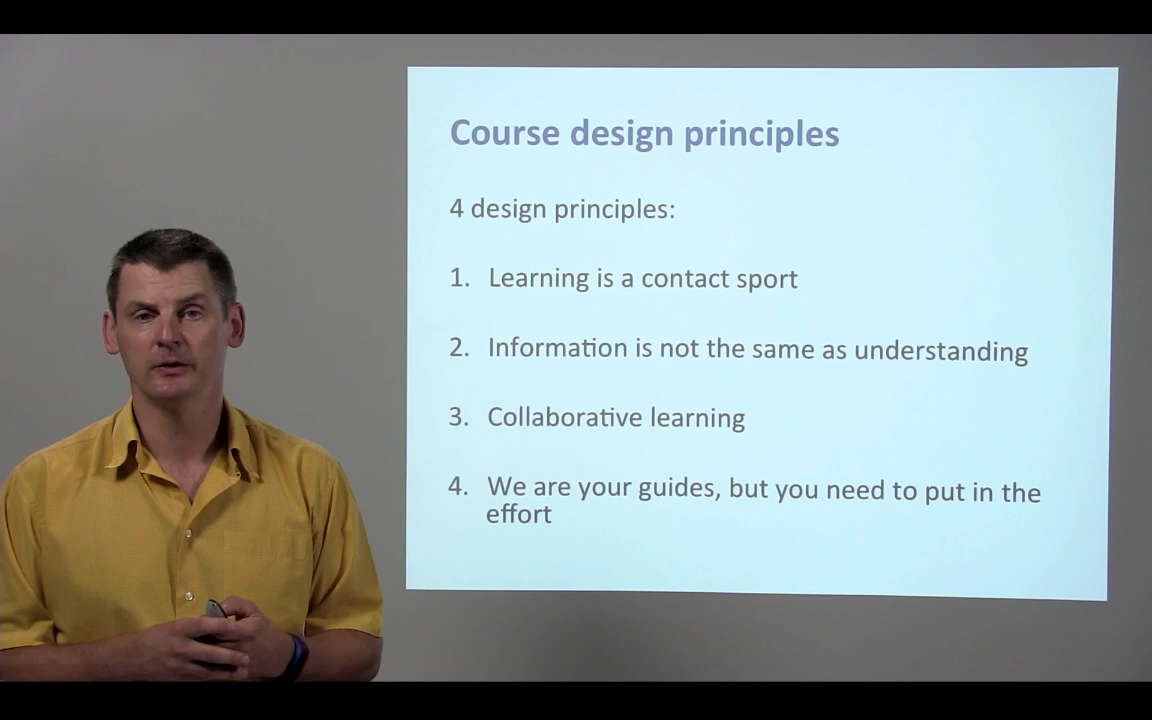 Course design principles
4 design principles:
1. Learning is a contact sport
2. Information is not the same as understanding
3. Collaborative learning
4. We are your guides, but you need to put in the
effort